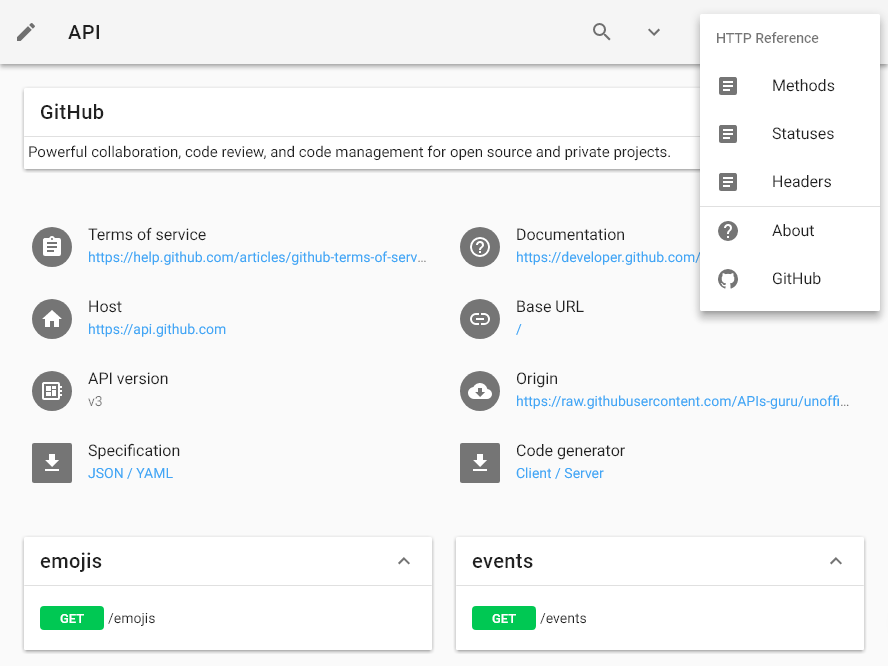 API
HTTP Reference
Methods
Statuses
Headers
About
GitHub
GitHub
Powerful collaboration, code review, and code management for open source and private projects.
Terms of service
https://help.github.com/articles/github-terms-of-serv...
Documentation
https://developer.github.com/
Host
https://api.github.com
Base URL
/
API version
v3
Origin
https://raw.githubusercontent.com/APIs-guru/unoffi...
Specification
JSON / YAML
Code generator
Client / Server
emojis
GET /emojis
events
GET /events